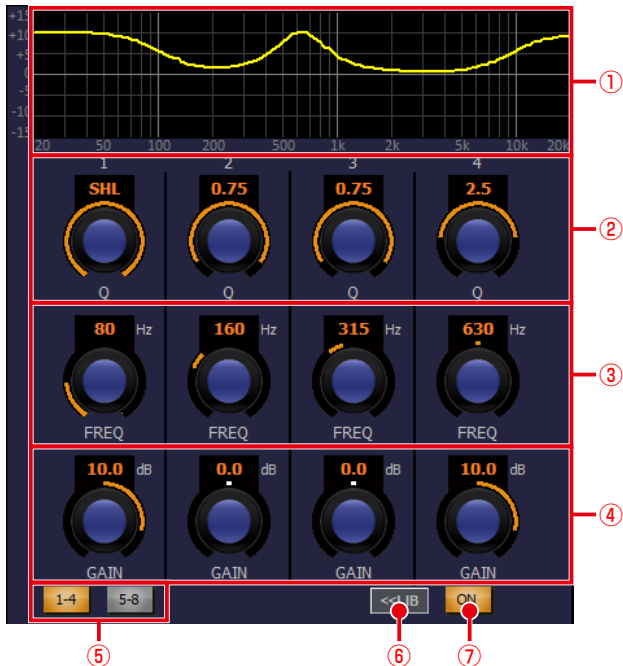 +15
+10
+5
0
-5
-10
-15
20 50 100 200 500 1k 2k 5k 10k 20k
①
1 2 3 4
SHL 0.75 0.75 2.5
②
Q Q Q Q
80 Hz 160 Hz 315 Hz 630 Hz
③
FREQ FREQ FREQ FREQ
10.0 dB 0.0 dB 0.0 dB 10.0 dB
④
GAIN GAIN GAIN GAIN
1-4 5-8 <<LIB ON
⑤ ⑥ ⑦